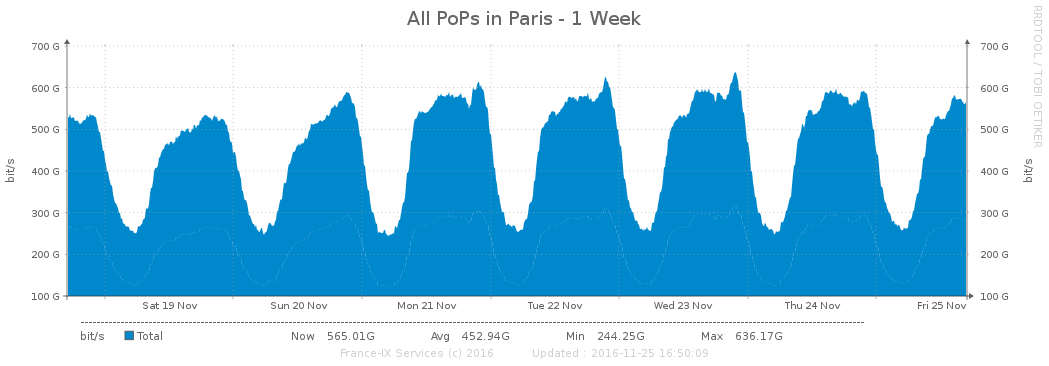 All PoPs in Paris - 1 Week
RRDTOOL / TOBI OETIKER
700 G 700 G
600 G 600 G
500 G 500 G
400 G 400 G
300 G 300 G
200 G 200 G
100 G 100 G
bit/s bit/s
Sat 19 Nov Sun 20 Nov Mon 21 Nov Tue 22 Nov Wed 23 Nov Thu 24 Nov Fri 25 Nov
bit/s Total Now 565.01G Avg 452.94G Min 244.25G Max 636.17G
France-IX Services (c) 2016 Updated : 2016-11-25 16:50:09